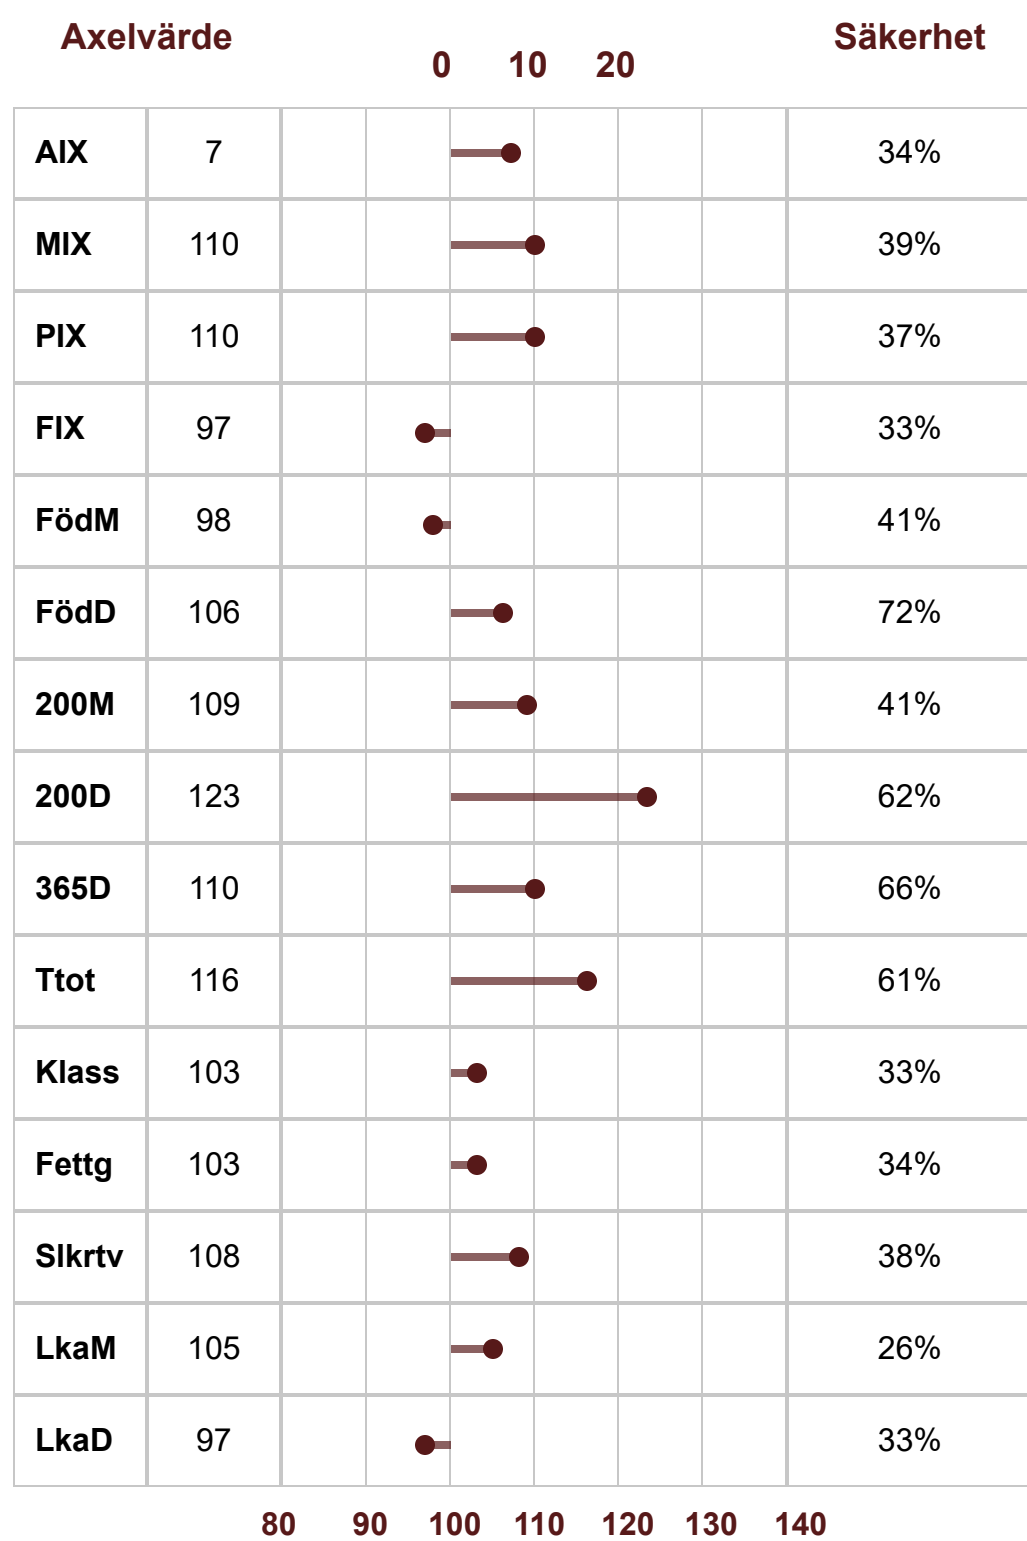 Axelvärde Säkerhet
0 10 20
AIX 7 34%
MIX 110 39%
PIX 110 37%
FIX 97 33%
FödM 98 41%
FödD 106 72%
200M 109 41%
200D 123 62%
365D 110 66%
Ttot 116 61%
Klass 103 33%
Fettg 103 34%
Slkrtv 108 38%
LkaM 105 26%
LkaD 97 33%
80 90 100 110 120 130 140